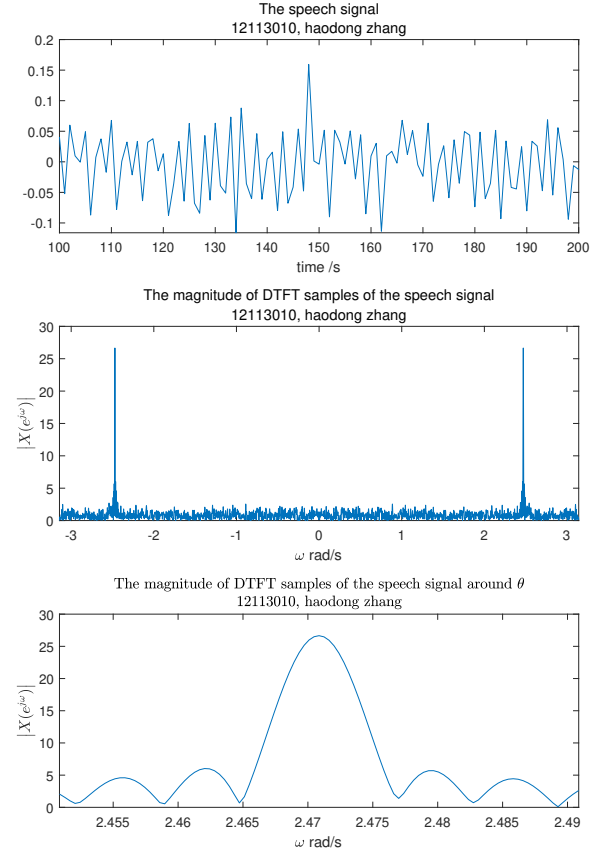 The speech signal
12113010, haodong zhang
0.2
0.15
0.1
0.05
0
-0.05
-0.1
100 110 120 130 140 150 160 170 180 190 200
time /s
The magnitude of DTFT samples of the speech signal
12113010, haodong zhang
30
25
20
15
10
5
0
|X(e^{jω})|
-3 -2 -1 0 1 2 3
ω rad/s
The magnitude of DTFT samples of the speech signal around θ
12113010, haodong zhang
30
25
20
15
10
5
0
|X(e^{jω})|
2.455 2.46 2.465 2.47 2.475 2.48 2.485 2.49
ω rad/s